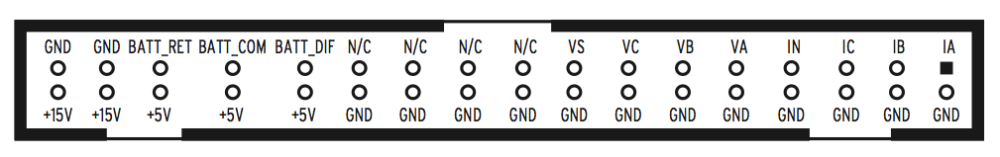 GND GND BATT_RET BATT_COM BATT_DIF N/C N/C N/C N/C VS VC VB VA IN IC IB IA
+15V +15V +5V +5V +5V GND GND GND GND GND GND GND GND GND GND GND GND